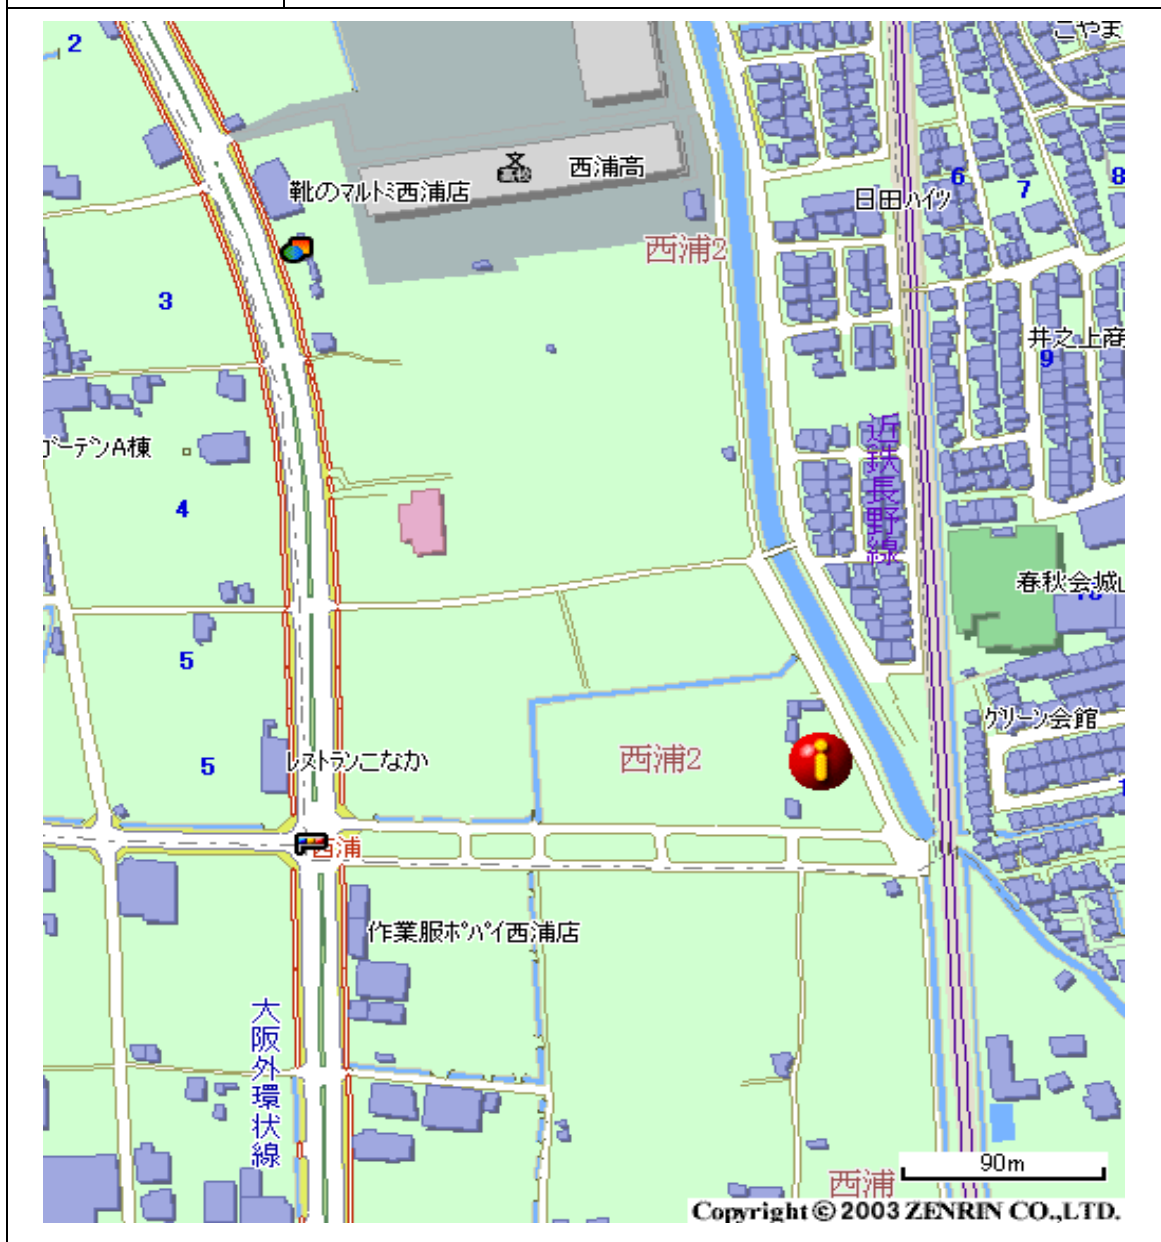 2
こやま
文
高校
西浦高
6
7
8
靴のマルトミ西浦店
日田ハイツ
西浦2
3
井之上商
9
ガーデンA棟
近鉄長野線
4
春秋会城山
5
グリーン会館
5
レストランこなか
西浦2
i
西浦
作業服ポパイ西浦店
大阪外環状線
90m
西浦
Copyright © 2003 ZENRIN CO.,LTD.